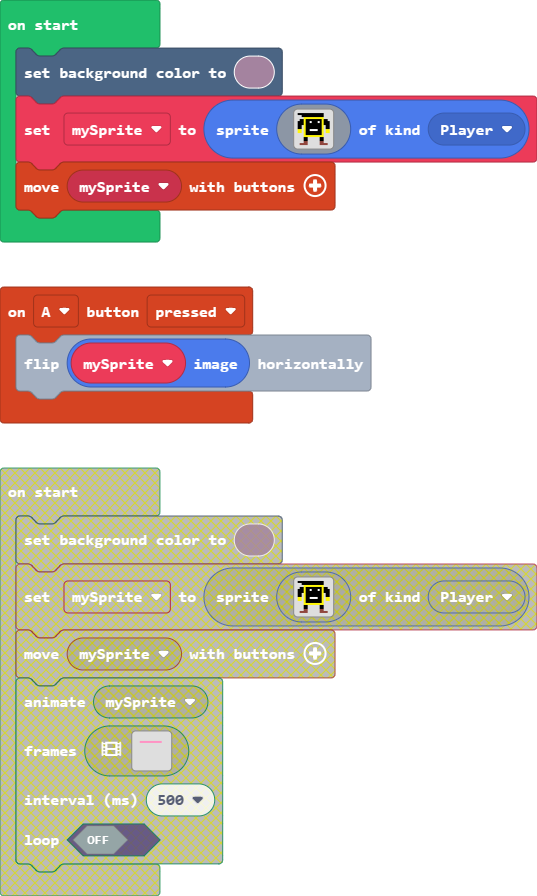 on start
set background color to
set mySprite to sprite of kind Player
move mySprite with buttons
on A button pressed
flip mySprite image horizontally
on start
set background color to
set mySprite to sprite of kind Player
move mySprite with buttons
animate mySprite
frames
interval (ms) 500
loop OFF